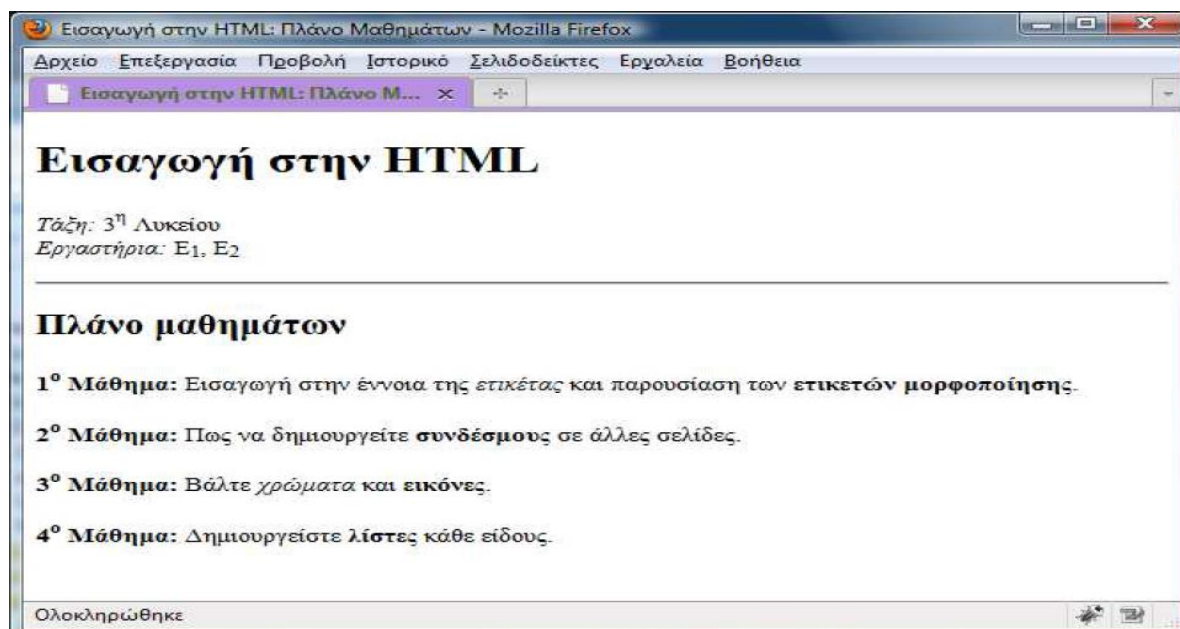 Εισαγωγή στην HTML: Πλάνο Μαθημάτων - Mozilla Firefox
Αρχείο Επεξεργασία Προβολή Ιστορικό Σελιδοδείκτες Εργαλεία Βοήθεια
Εισαγωγή στην HTML: Πλάνο Μ...
Εισαγωγή στην HTML
Τάξη: 3η Λυκείου
Εργαστήρια: Ε1, Ε2
Πλάνο μαθημάτων
1ο Μάθημα: Εισαγωγή στην έννοια της ετικέτας και παρουσίαση των ετικετών μορφοποίησης.
2ο Μάθημα: Πως να δημιουργείτε συνδέσμους σε άλλες σελίδες.
3ο Μάθημα: Βάλτε χρώματα και εικόνες.
4ο Μάθημα: Δημιουργείστε λίστες κάθε είδους.
Ολοκληρώθηκε